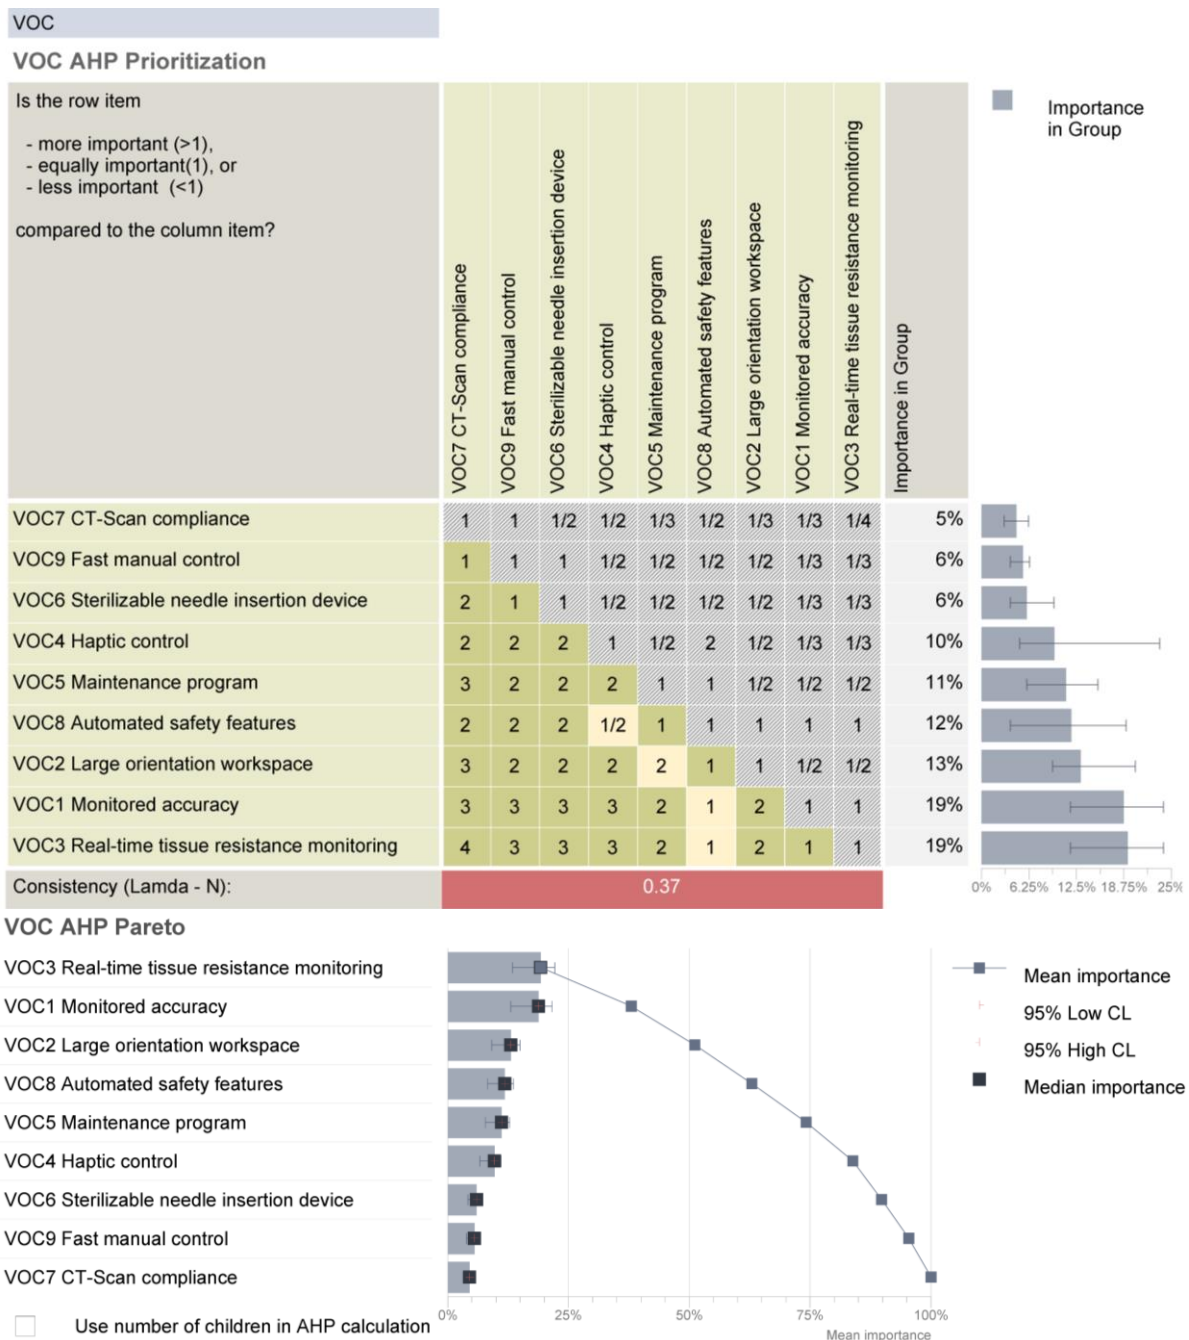 VOC
VOC AHP Prioritization
Is the row item
- more important (>1),
- equally important(1), or
- less important (<1)
compared to the column item?
VOC7 CT-Scan compliance
VOC9 Fast manual control
VOC6 Sterilizable needle insertion device
VOC4 Haptic control
VOC5 Maintenance program
VOC8 Automated safety features
VOC2 Large orientation workspace
VOC1 Monitored accuracy
VOC3 Real-time tissue resistance monitoring
Importance in Group
Importance
in Group
VOC7 CT-Scan compliance 1 1 1/2 1/2 1/3 1/2 1/3 1/3 1/4 5%
VOC9 Fast manual control 1 1 1 1/2 1/2 1/2 1/2 1/3 1/3 6%
VOC6 Sterilizable needle insertion device 2 1 1 1/2 1/2 1/2 1/2 1/3 1/3 6%
VOC4 Haptic control 2 2 2 1 1/2 2 1/2 1/3 1/3 10%
VOC5 Maintenance program 3 2 2 2 1 1 1/2 1/2 1/2 11%
VOC8 Automated safety features 2 2 2 1/2 1 1 1 1 1 12%
VOC2 Large orientation workspace 3 2 2 2 2 1 1 1/2 1/2 13%
VOC1 Monitored accuracy 3 3 3 3 2 1 2 1 1 19%
VOC3 Real-time tissue resistance monitoring 4 3 3 3 2 1 2 1 1 19%
Consistency (Lamda - N): 0.37
0% 6.25% 12.5% 18.75% 25%
VOC AHP Pareto
VOC3 Real-time tissue resistance monitoring
VOC1 Monitored accuracy
VOC2 Large orientation workspace
VOC8 Automated safety features
VOC5 Maintenance program
VOC4 Haptic control
VOC6 Sterilizable needle insertion device
VOC9 Fast manual control
VOC7 CT-Scan compliance
Mean importance
95% Low CL
95% High CL
Median importance
0% 25% 50% 75% 100%
Mean importance
Use number of children in AHP calculation